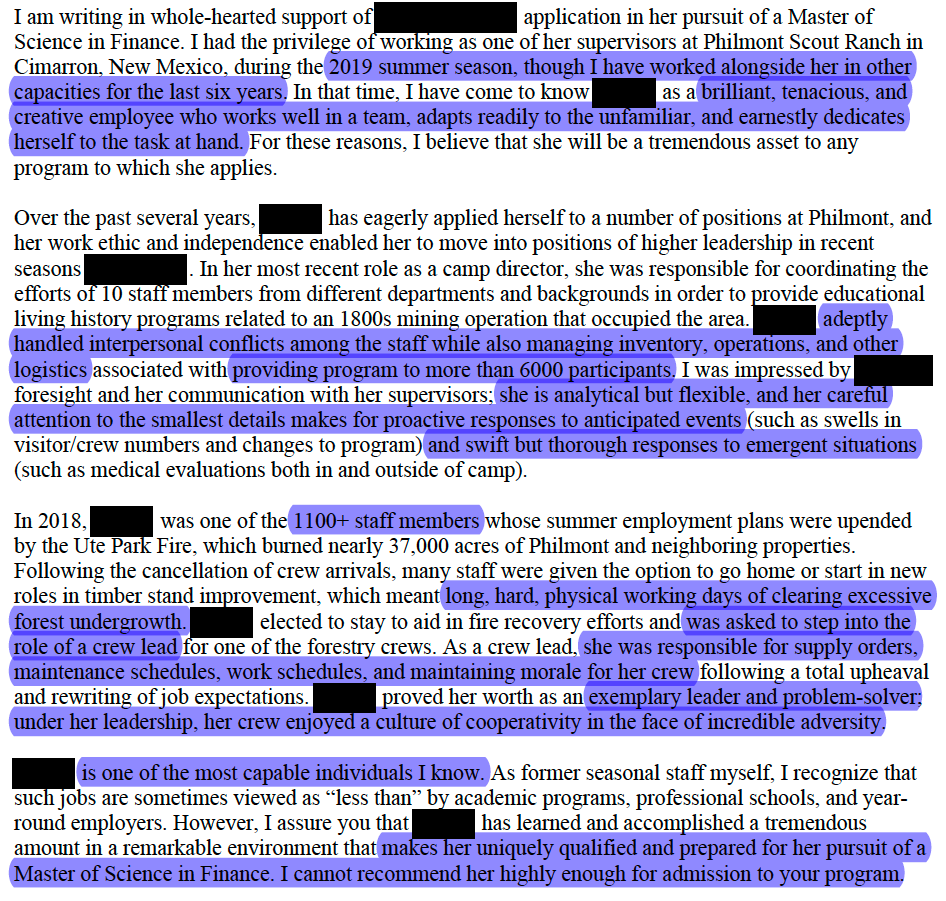 I am writing in whole-hearted support of application in her pursuit of a Master of
Science in Finance. I had the privilege of working as one of her supervisors at Philmont Scout Ranch in
Cimarron, New Mexico, during the 2019 summer season, though I have worked alongside her in other
capacities for the last six years. In that time, I have come to know as a brilliant, tenacious, and
creative employee who works well in a team, adapts readily to the unfamiliar, and earnestly dedicates
herself to the task at hand. For these reasons, I believe that she will be a tremendous asset to any
program to which she applies.
Over the past several years, has eagerly applied herself to a number of positions at Philmont, and
her work ethic and independence enabled her to move into positions of higher leadership in recent
seasons . In her most recent role as a camp director, she was responsible for coordinating the
efforts of 10 staff members from different departments and backgrounds in order to provide educational
living history programs related to an 1800s mining operation that occupied the area. adeptly
handled interpersonal conflicts among the staff while also managing inventory, operations, and other
logistics associated with providing program to more than 6000 participants. I was impressed by
foresight and her communication with her supervisors; she is analytical but flexible, and her careful
attention to the smallest details makes for proactive responses to anticipated events (such as swells in
visitor/crew numbers and changes to program) and swift but thorough responses to emergent situations
(such as medical evaluations both in and outside of camp).
In 2018, was one of the 1100+ staff members whose summer employment plans were upended
by the Ute Park Fire, which burned nearly 37,000 acres of Philmont and neighboring properties.
Following the cancellation of crew arrivals, many staff were given the option to go home or start in new
roles in timber stand improvement, which meant long, hard, physical working days of clearing excessive
forest undergrowth. elected to stay to aid in fire recovery efforts and was asked to step into the
role of a crew lead for one of the forestry crews. As a crew lead, she was responsible for supply orders,
maintenance schedules, work schedules, and maintaining morale for her crew following a total upheaval
and rewriting of job expectations. proved her worth as an exemplary leader and problem-solver;
under her leadership, her crew enjoyed a culture of cooperativity in the face of incredible adversity.
is one of the most capable individuals I know. As former seasonal staff myself, I recognize that
such jobs are sometimes viewed as “less than” by academic programs, professional schools, and year-
round employers. However, I assure you that has learned and accomplished a tremendous
amount in a remarkable environment that makes her uniquely qualified and prepared for her pursuit of a
Master of Science in Finance. I cannot recommend her highly enough for admission to your program.